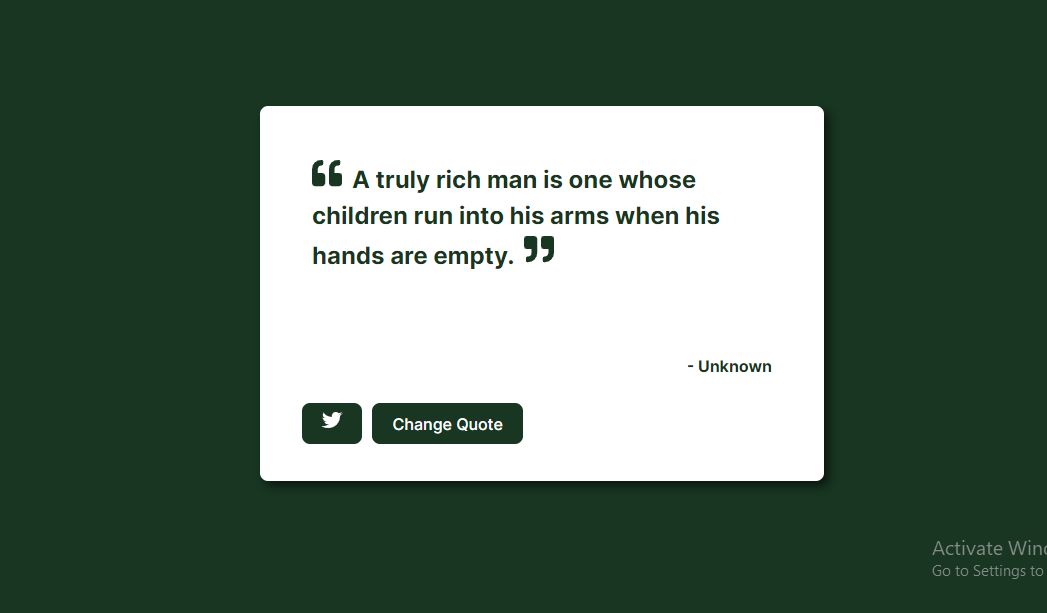 “ A truly rich man is one whose
children run into his arms when his
hands are empty. ”
- Unknown
Change Quote
Activate Wind
Go to Settings to